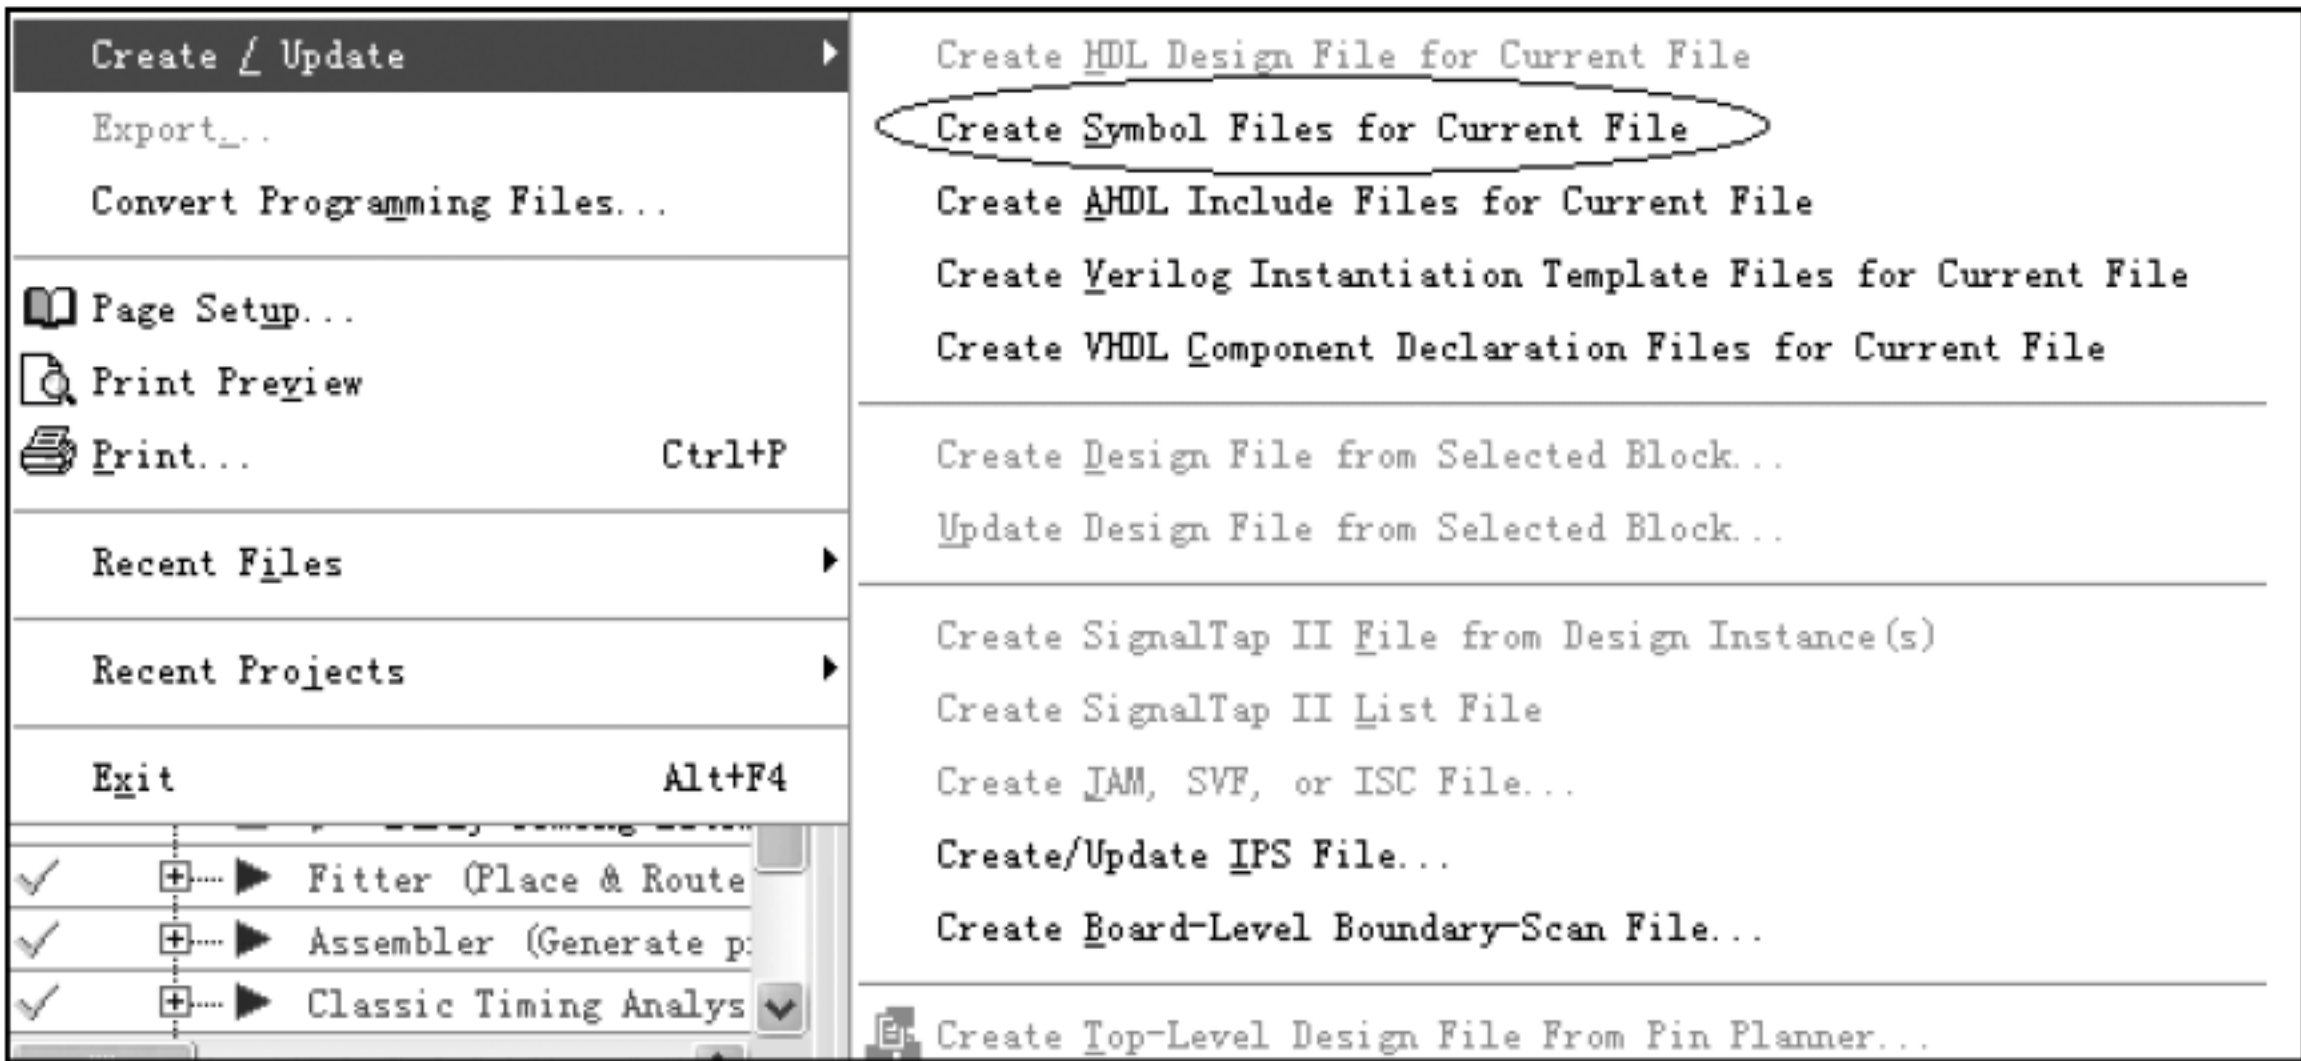 Create / Update
Export...
Convert Programming Files...
Page Setup...
Print Preview
Print... Ctrl+P
Recent Files
Recent Projects
Exit Alt+F4
Fitter (Place & Route
Assembler (Generate
Classic Timing Analys
Create HDL Design File for Current File
Create Symbol Files for Current File
Create AHDL Include Files for Current File
Create Verilog Instantiation Template Files for Current File
Create VHDL Component Declaration Files for Current File
Create Design File from Selected Block...
Update Design File from Selected Block...
Create SignalTap II File from Design Instance(s)
Create SignalTap II List File
Create JAM, SVF, or ISC File...
Create/Update IPS File...
Create Board-Level Boundary-Scan File...
Create Top-Level Design File From Pin Planner...